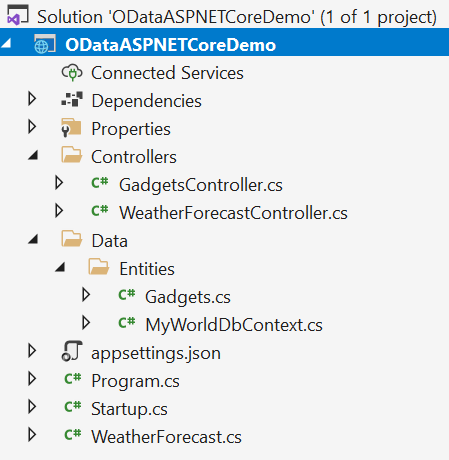 Solution 'ODataASPNETCoreDemo' (1 of 1 project)
ODataASPNETCoreDemo
Connected Services
Dependencies
Properties
Controllers
C# GadgetsController.cs
C# WeatherForecastController.cs
Data
Entities
C# Gadgets.cs
C# MyWorldDbContext.cs
appsettings.json
C# Program.cs
C# Startup.cs
C# WeatherForecast.cs